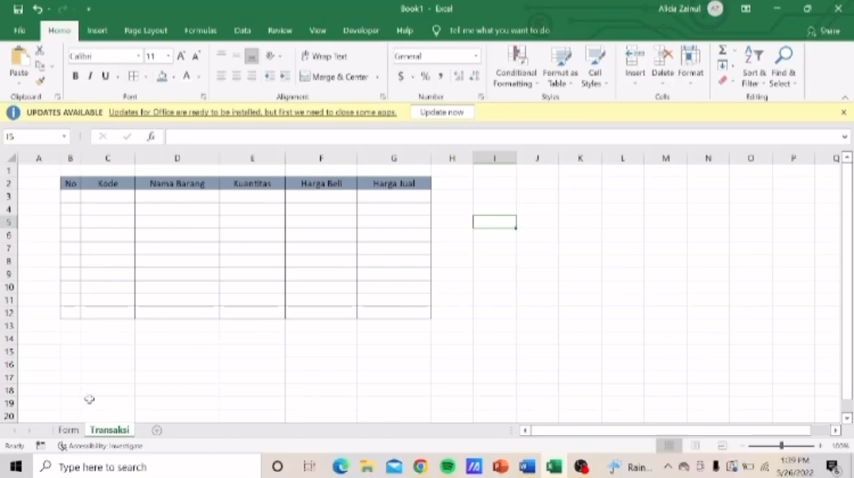 Book1 - Excel
Alicia Zainul
AZ
File Home Insert Page Layout Formulas Data Review View Developer Help Tell me what you want to do Share
Paste
Calibri 11 A A
B I U A
Wrap Text
Merge & Center
General
$ % ,
Conditional Formatting
Format as Table
Cell Styles
Insert Delete Format
Sort & Filter
Find & Select
Clipboard Font Alignment Number Styles Cells Editing
UPDATES AVAILABLE Updates for Office are ready to be installed, but first we need to close some apps. Update now
I5 fx
A B C D E F G H I J K L M N O P Q
1
2 No Kode Nama Barang Kuantitas Harga Beli Harga Jual
3
4
5
6
7
8
9
10
11
12
13
14
15
16
17
18
19
20
Form Transaksi
Ready Accessibility: Investigate 100%
Type here to search
Rain...
1:39 PM
5/26/2022